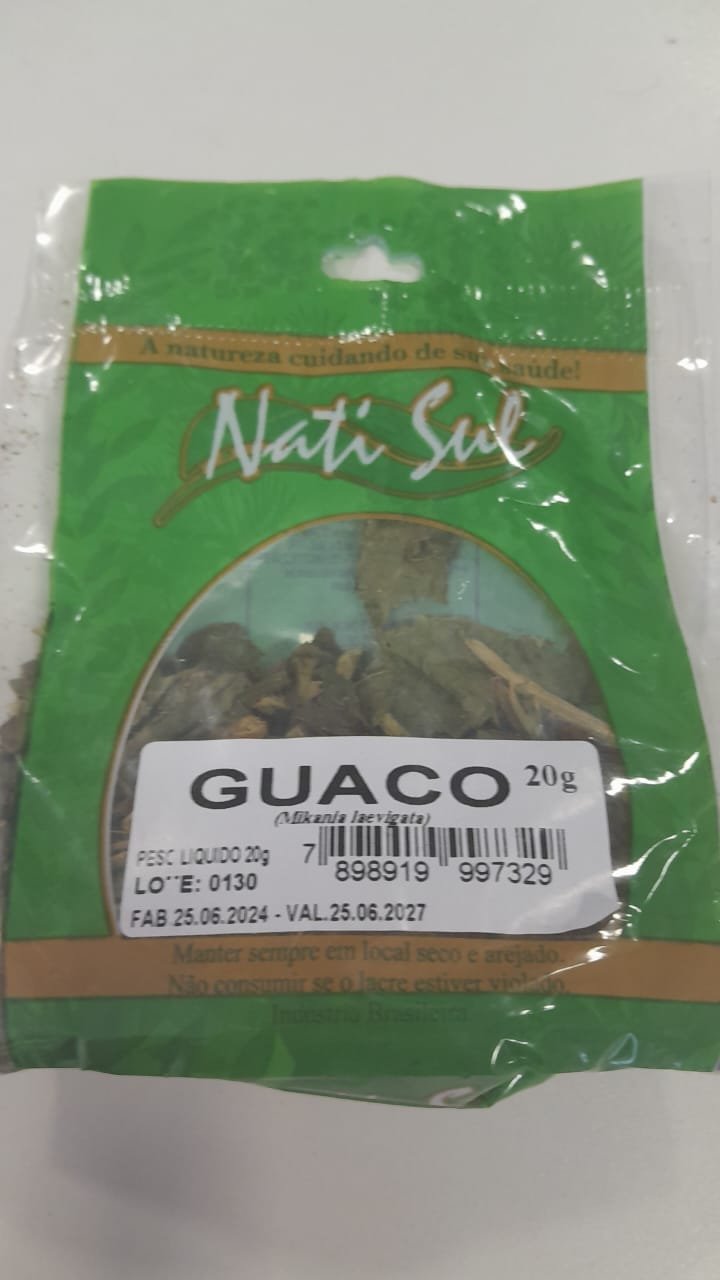 A natureza cuidando de sua saúde!
Nati Sul
GUACO 20g
(Mikania laevigata)
PESO LIQUIDO 20g
LOTE: 0130
7 898919 997329
FAB 25.06.2024 - VAL.25.06.2027
Manter sempre em local seco e arejado.
Não consumir se o lacre estiver violado.
Indústria Brasileira